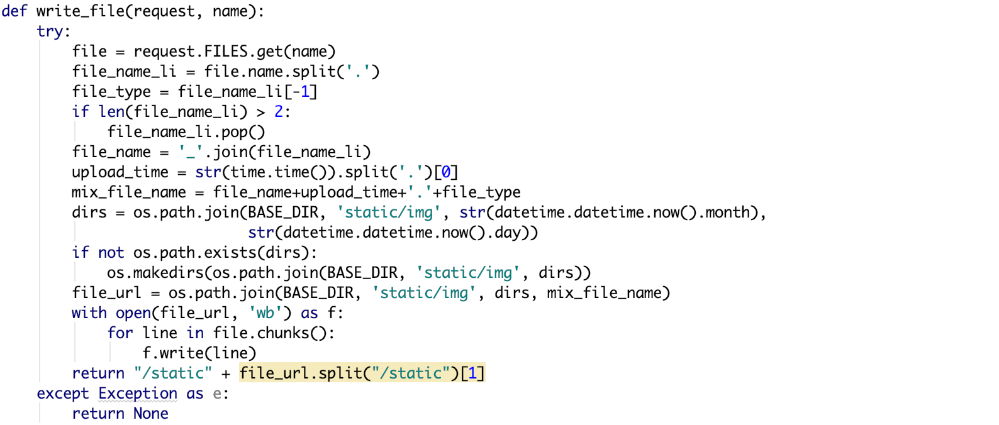 def write_file(request, name):
    try:
        file = request.FILES.get(name)
        file_name_li = file.name.split('.')
        file_type = file_name_li[-1]
        if len(file_name_li) > 2:
            file_name_li.pop()
        file_name = '_'.join(file_name_li)
        upload_time = str(time.time()).split('.')[0]
        mix_file_name = file_name+upload_time+'.'+file_type
        dirs = os.path.join(BASE_DIR, 'static/img', str(datetime.datetime.now().month),
                            str(datetime.datetime.now().day))
        if not os.path.exists(dirs):
            os.makedirs(os.path.join(BASE_DIR, 'static/img', dirs))
        file_url = os.path.join(BASE_DIR, 'static/img', dirs, mix_file_name)
        with open(file_url, 'wb') as f:
            for line in file.chunks():
                f.write(line)
        return "/static" + file_url.split("/static")[1]
    except Exception as e:
        return None